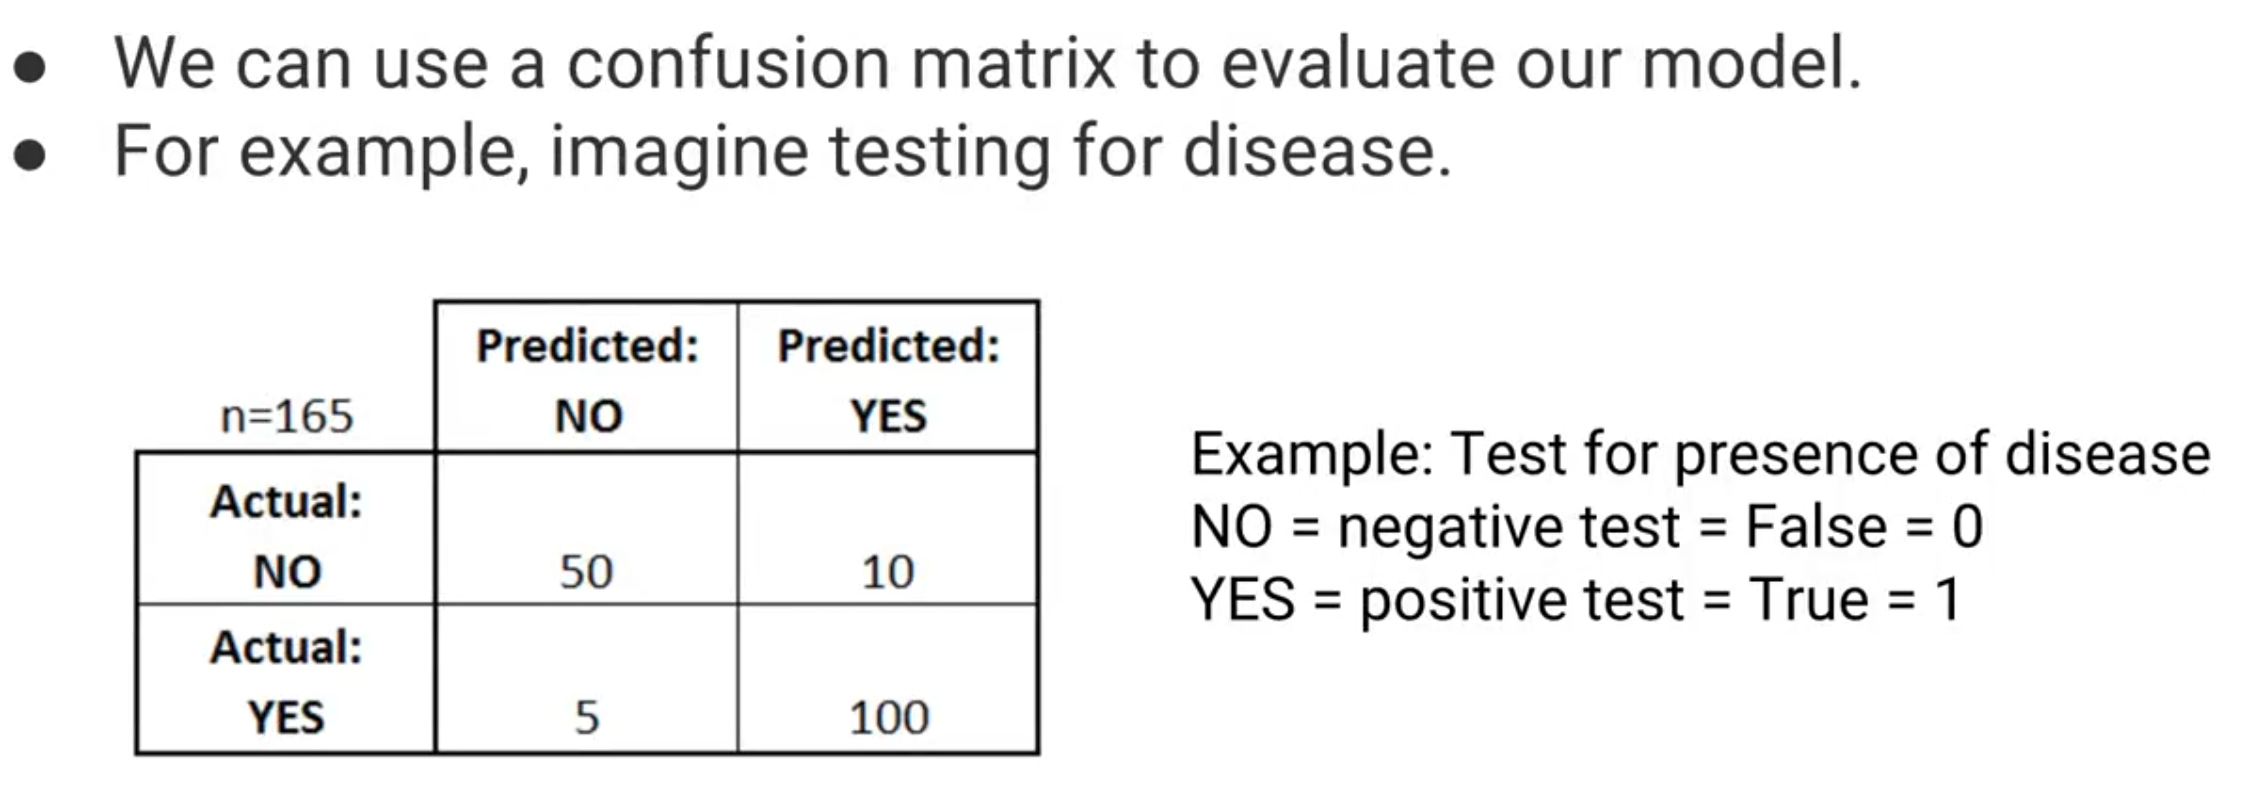 ● We can use a confusion matrix to evaluate our model.
● For example, imagine testing for disease.
n=165 Predicted: NO Predicted: YES
Actual: NO 50 10
Actual: YES 5 100
Example: Test for presence of disease
NO = negative test = False = 0
YES = positive test = True = 1